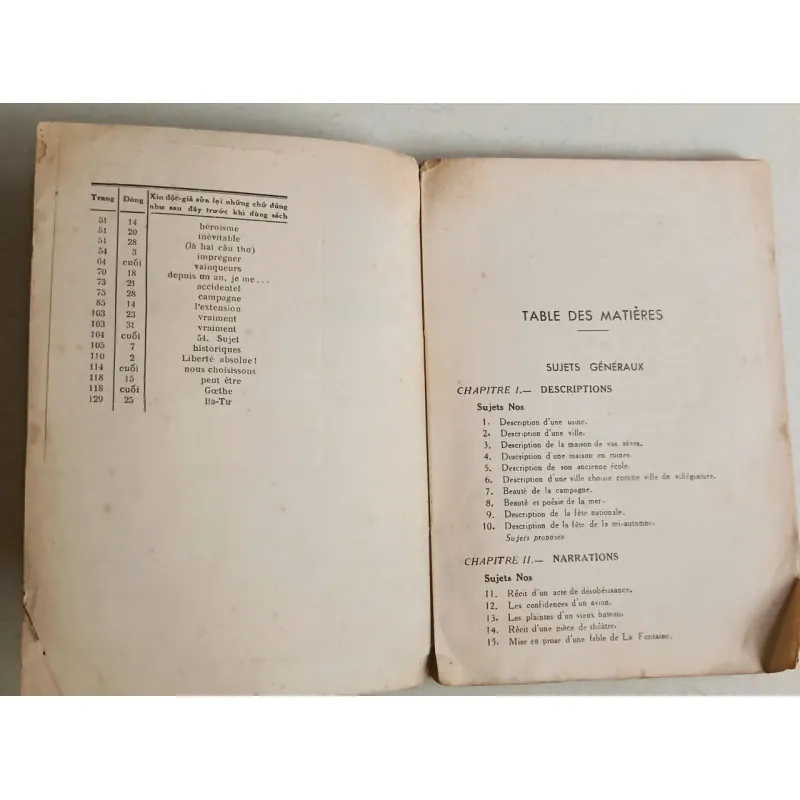 Trang Dòng Xin độc-giả sửa lại những chữ đúng
như sau đây trước khi dùng sách
51 14 héroïsme
51 20 inévitable
51 28 (là hai câu thơ)
54 3 imprégner
64 cuối vainqueurs
70 18 depuis un an, je me...
73 21 accidentel
75 28 campagne
85 14 l'extension
103 23 vraiment
103 31 vraiment
104 cuối 54. Sujet
105 7 historiques
110 2 Liberté absolue!
114 cuối nous choisissons
118 15 peut être
118 cuối Gœthe
129 25 Ba-Tư
TABLE DES MATIÈRES
SUJETS GÉNÉRAUX
CHAPITRE I.— DESCRIPTIONS
Sujets Nos
1. Description d'une usine.
2. Description d'une ville.
3. Description de la maison de vos rêves.
4. Description d'une maison en ruines.
5. Description de son ancienne école.
6. Description d'une ville choisie comme ville de villégiature.
7. Beauté de la campagne.
8. Beauté et poésie de la mer.
9. Description de la fête nationale.
10. Description de la fête de la mi-automne.
Sujets proposés
CHAPITRE II.— NARRATIONS
Sujets Nos
11. Récit d'un acte de désobéissance.
12. Les confidences d'un avion.
13. Les plaintes d'un vieux bateau.
14. Récit d'une pièce de théâtre.
15. Mise en prose d'une fable de La Fontaine.